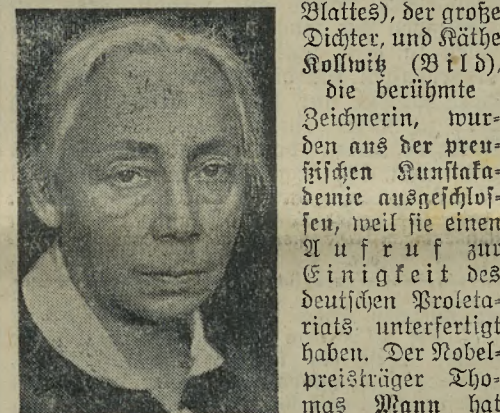 Blattes), der große
Dichter, und Käthe
Kollwitz (Bild),
die berühmte
Zeichnerin, wur-
den aus der preu-
ßischen Kunstaka-
demie ausgeschlos-
sen, weil sie einen
Aufruf zur
Einigkeit des
deutschen Proleta-
riats unterfertigt
haben. Der Nobel-
preisträger Tho-
mas Mann hat